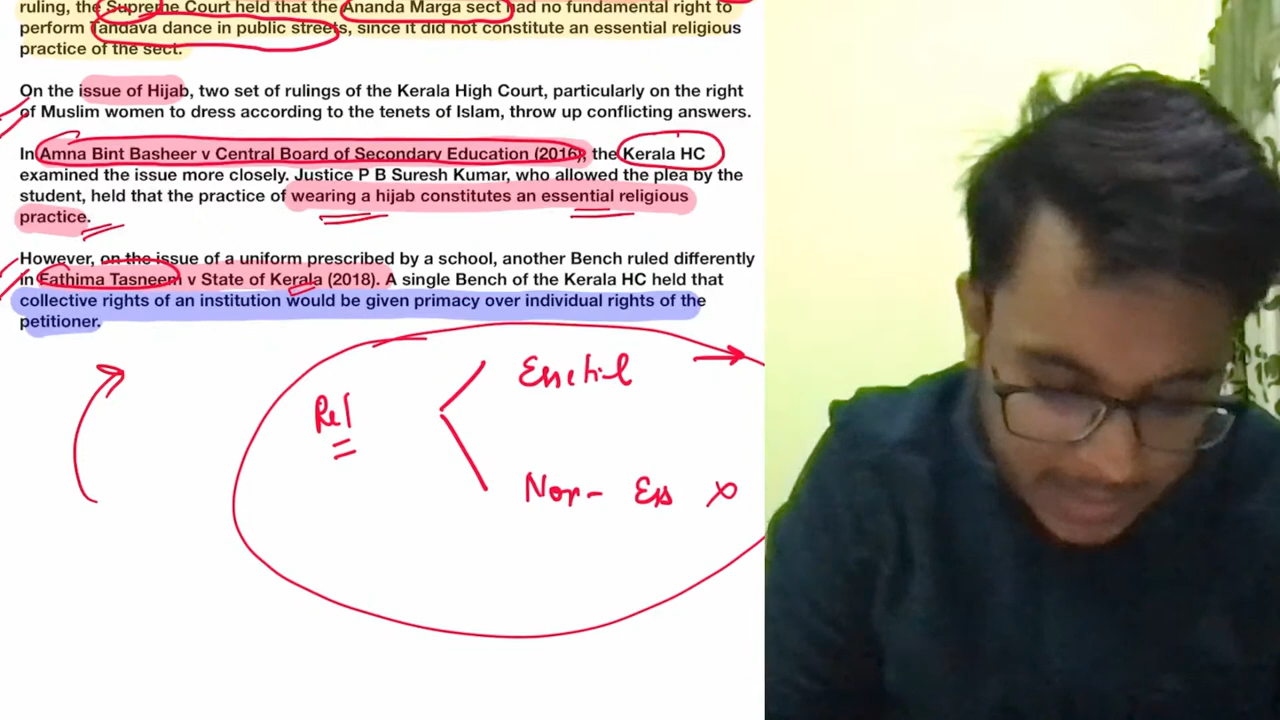 ruling, the Supreme Court held that the Ananda Marga sect had no fundamental right to
perform Tandava dance in public streets, since it did not constitute an essential religious
practice of the sect.
On the issue of Hijab, two set of rulings of the Kerala High Court, particularly on the right
of Muslim women to dress according to the tenets of Islam, throw up conflicting answers.
In Amna Bint Basheer v Central Board of Secondary Education (2016), the Kerala HC
examined the issue more closely. Justice P B Suresh Kumar, who allowed the plea by the
student, held that the practice of wearing a hijab constitutes an essential religious
practice.
However, on the issue of a uniform prescribed by a school, another Bench ruled differently
in Fathima Tasneem v State of Kerala (2018). A single Bench of the Kerala HC held that
collective rights of an institution would be given primacy over individual rights of the
petitioner.
Rel
Non- Ess x